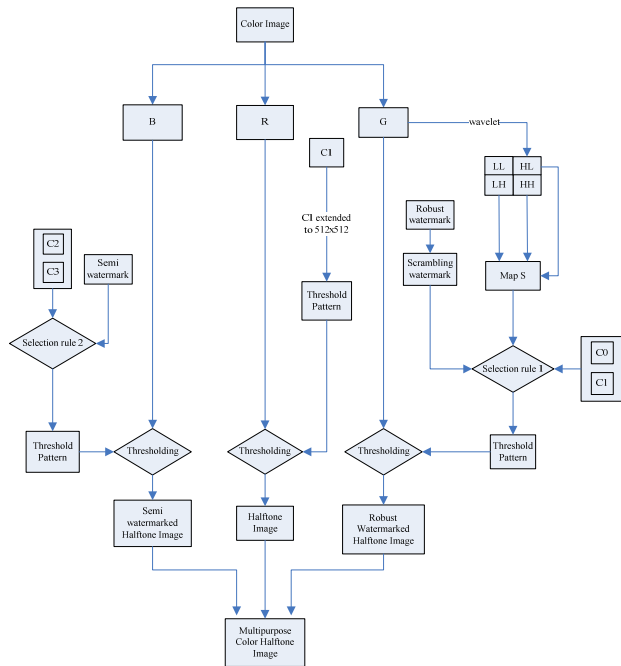 Color Image
B
R
G
wavelet
C1
LL
HL
LH
HH
C1 extended
to 512x512
Robust
watermark
C2
C3
Semi
watermark
Scrambling
watermark
Map S
Threshold
Pattern
Selection rule 2
Selection rule 1
C0
C1
Threshold
Pattern
Thresholding
Thresholding
Thresholding
Threshold
Pattern
Semi
watermarked
Halftone Image
Halftone
Image
Robust
Watermarked
Halftone Image
Multipurpose
Color Halftone
Image